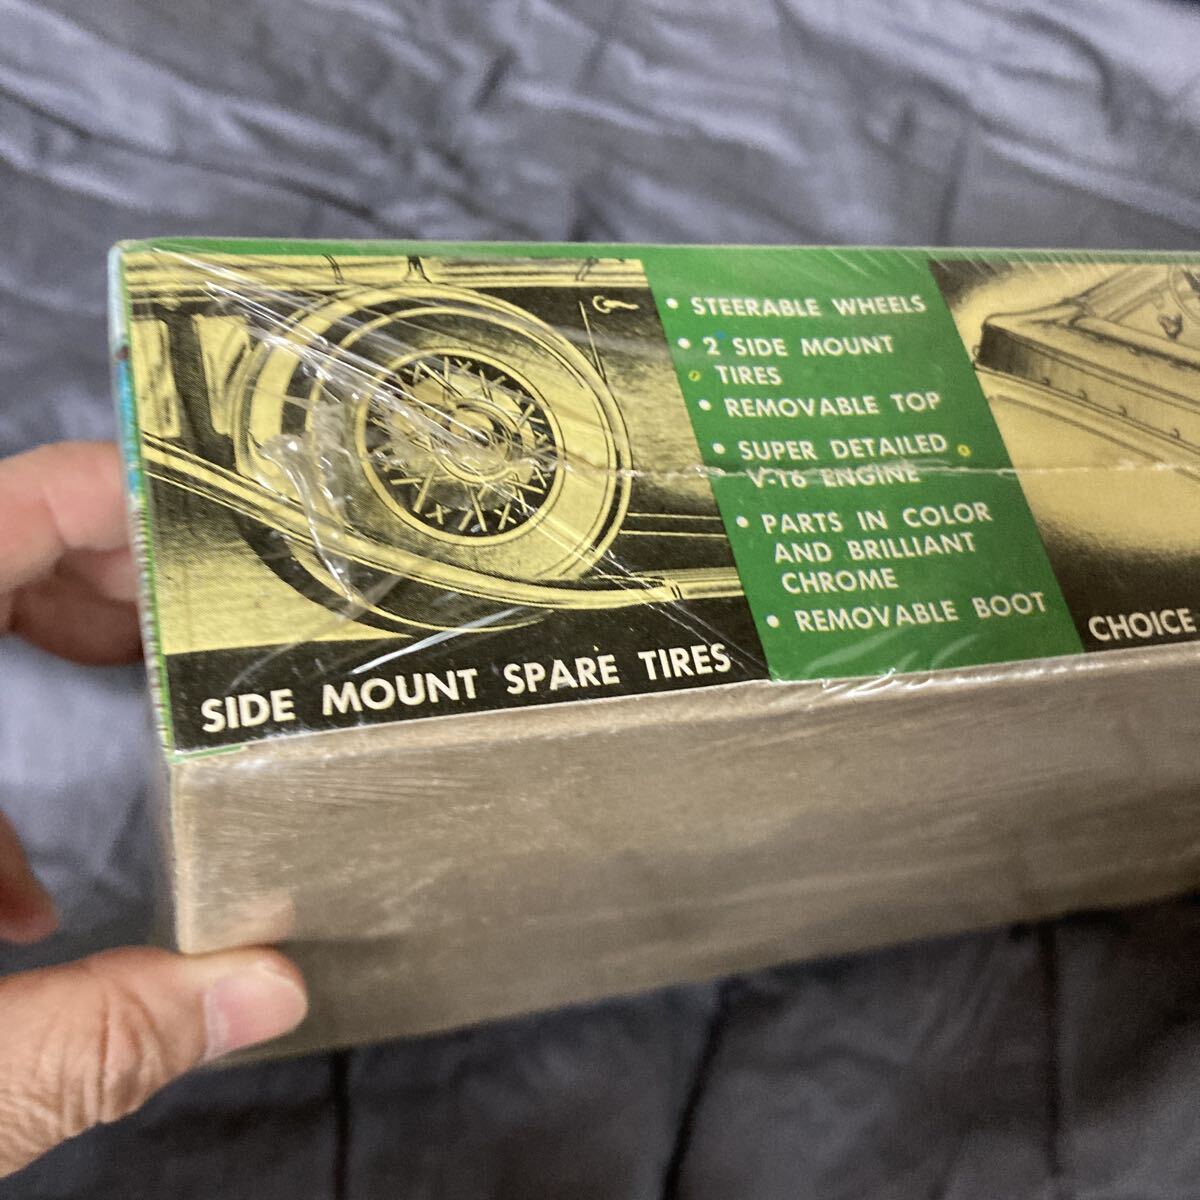 • STEERABLE WHEELS
• 2 SIDE MOUNT
TIRES
• REMOVABLE TOP
• SUPER DETAILED
V-16 ENGINE
• PARTS IN COLOR
AND BRILLIANT
CHROME
• REMOVABLE BOOT
SIDE MOUNT SPARE TIRES
CHOICE